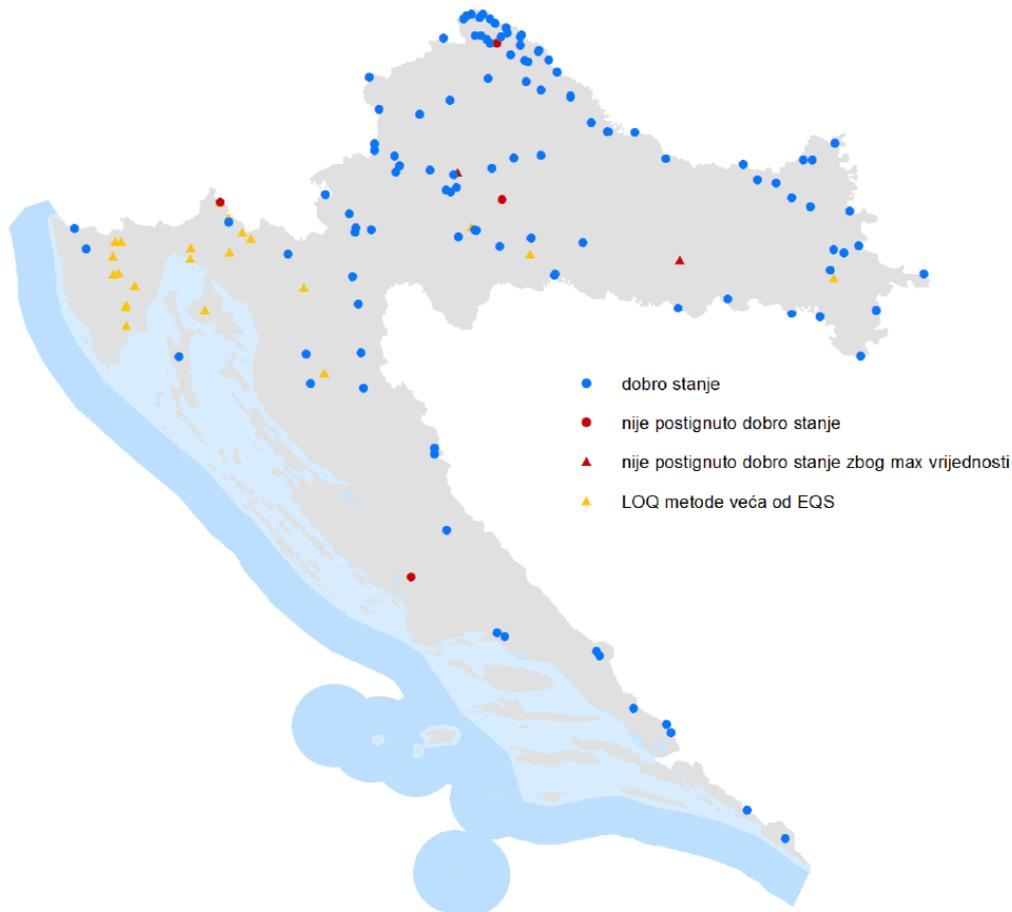 dobro stanje
nije postignuto dobro stanje
nije postignuto dobro stanje zbog max vrijednosti
LOQ metode veća od EQS